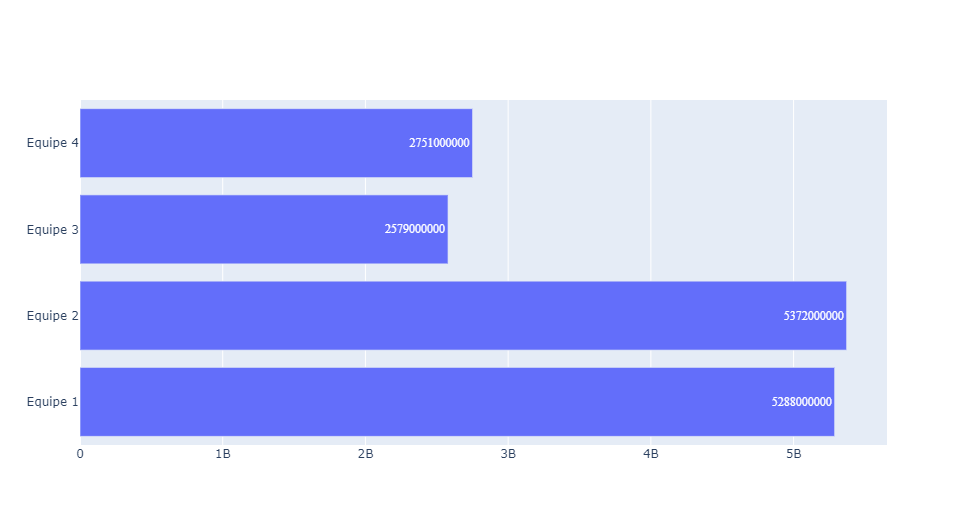 Equipe 4 2751000000
Equipe 3 2579000000
Equipe 2 5372000000
Equipe 1 5288000000
0 1B 2B 3B 4B 5B